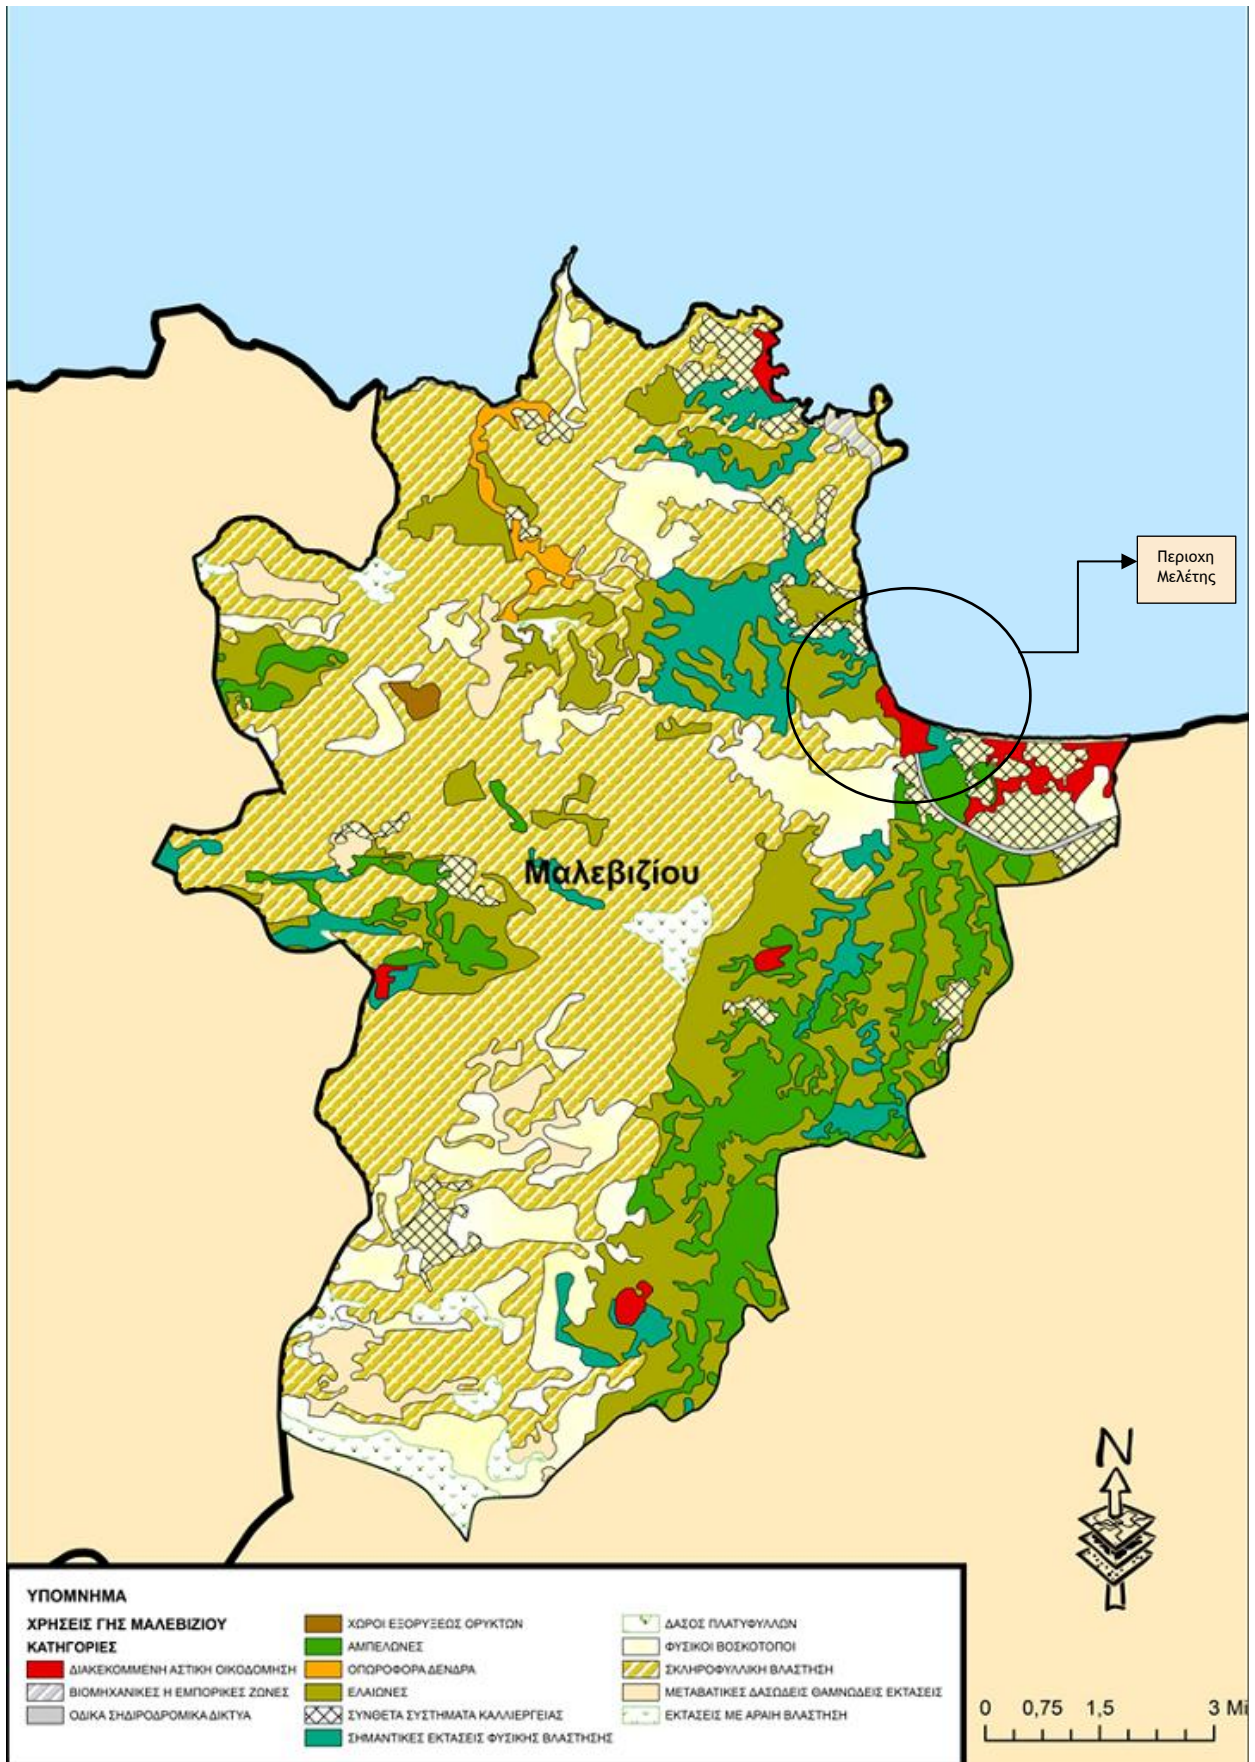 Περιοχη
Μελέτης
Μαλεβιζίου
N
ΥΠΟΜΝΗΜΑ
ΧΡΗΣΕΙΣ ΓΗΣ ΜΑΛΕΒΙΖΙΟΥ
ΚΑΤΗΓΟΡΙΕΣ
ΔΙΑΚΕΚΟΜΜΕΝΗ ΑΣΤΙΚΗ ΟΙΚΟΔΟΜΗΣΗ
ΒΙΟΜΗΧΑΝΙΚΕΣ Η ΕΜΠΟΡΙΚΕΣ ΖΩΝΕΣ
ΟΔΙΚΑ ΣΗΔΙΡΟΔΡΟΜΙΚΑ ΔΙΚΤΥΑ
ΧΩΡΟΙ ΕΞΟΡΥΞΕΩΣ ΟΡΥΚΤΩΝ
ΑΜΠΕΛΩΝΕΣ
ΟΠΩΡΟΦΟΡΑ ΔΕΝΔΡΑ
ΕΛΑΙΩΝΕΣ
ΣΥΝΘΕΤΑ ΣΥΣΤΗΜΑΤΑ ΚΑΛΛΙΕΡΓΕΙΑΣ
ΣΗΜΑΝΤΙΚΕΣ ΕΚΤΑΣΕΙΣ ΦΥΣΙΚΗΣ ΒΛΑΣΤΗΣΗΣ
ΔΑΣΟΣ ΠΛΑΤΥΦΥΛΛΩΝ
ΦΥΣΙΚΟΙ ΒΟΣΚΟΤΟΠΟΙ
ΣΚΛΗΡΟΦΥΛΛΙΚΗ ΒΛΑΣΤΗΣΗ
ΜΕΤΑΒΑΤΙΚΕΣ ΔΑΣΩΔΕΙΣ ΘΑΜΝΩΔΕΙΣ ΕΚΤΑΣΕΙΣ
ΕΚΤΑΣΕΙΣ ΜΕ ΑΡΑΙΗ ΒΛΑΣΤΗΣΗ
0 0,75 1,5 3 Mi